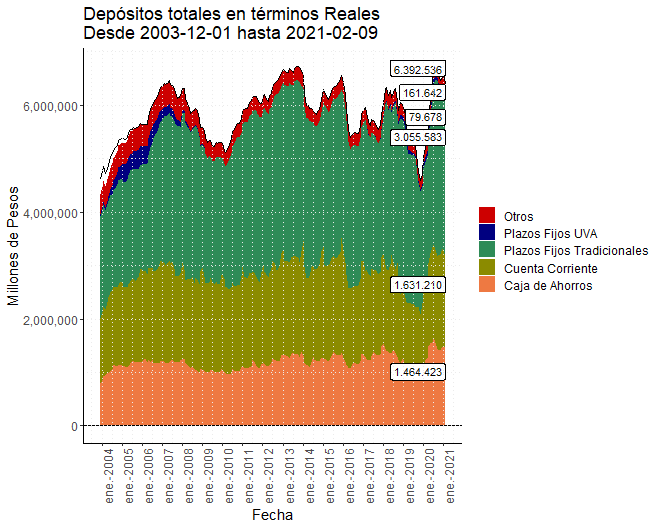 Depósitos totales en términos Reales
Desde 2003-12-01 hasta 2021-02-09
Millones de Pesos
6,000,000
4,000,000
2,000,000
0
6.392.536
161.642
79.678
3.055.583
1.631.210
1.464.423
Otros
Plazos Fijos UVA
Plazos Fijos Tradicionales
Cuenta Corriente
Caja de Ahorros
ene.-2004
ene.-2005
ene.-2006
ene.-2007
ene.-2008
ene.-2009
ene.-2010
ene.-2011
ene.-2012
ene.-2013
ene.-2014
ene.-2015
ene.-2016
ene.-2017
ene.-2018
ene.-2019
ene.-2020
ene.-2021
Fecha